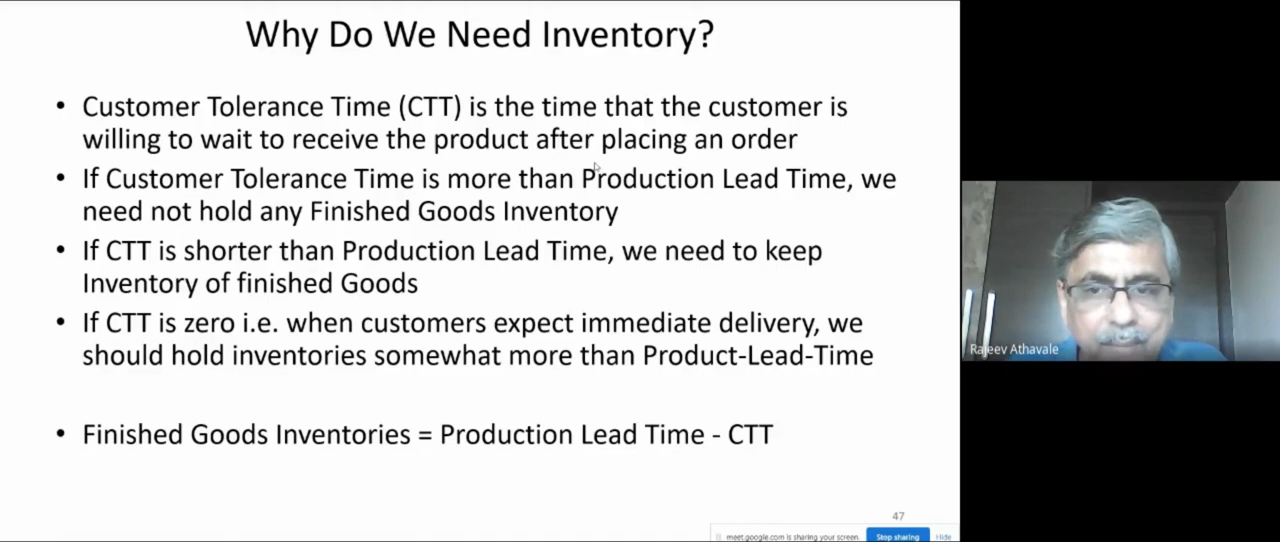 Why Do We Need Inventory?
• Customer Tolerance Time (CTT) is the time that the customer is
willing to wait to receive the product after placing an order
• If Customer Tolerance Time is more than Production Lead Time, we
need not hold any Finished Goods Inventory
• If CTT is shorter than Production Lead Time, we need to keep
Inventory of finished Goods
• If CTT is zero i.e. when customers expect immediate delivery, we
should hold inventories somewhat more than Product-Lead-Time
• Finished Goods Inventories = Production Lead Time - CTT
47
meet.google.com is sharing your screen. Stop sharing Hide
Rajeev Athavale